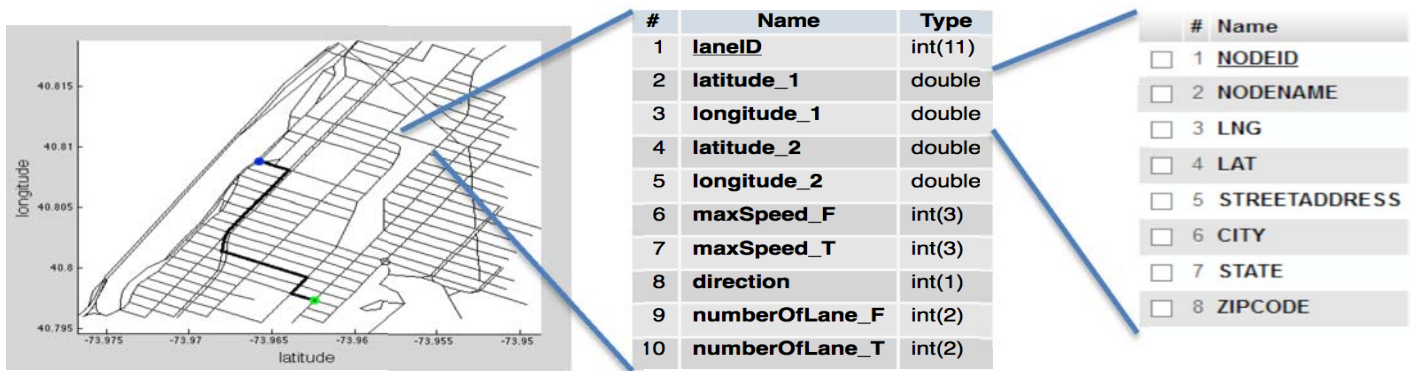 40.815
40.81
40.805
40.8
40.795
longitude
-73.975
-73.97
-73.965
-73.96
-73.955
-73.95
latitude
# Name Type
1 laneID int(11)
2 latitude_1 double
3 longitude_1 double
4 latitude_2 double
5 longitude_2 double
6 maxSpeed_F int(3)
7 maxSpeed_T int(3)
8 direction int(1)
9 numberOfLane_F int(2)
10 numberOfLane_T int(2)
# Name
1 NODEID
2 NODENAME
3 LNG
4 LAT
5 STREETADDRESS
6 CITY
7 STATE
8 ZIPCODE